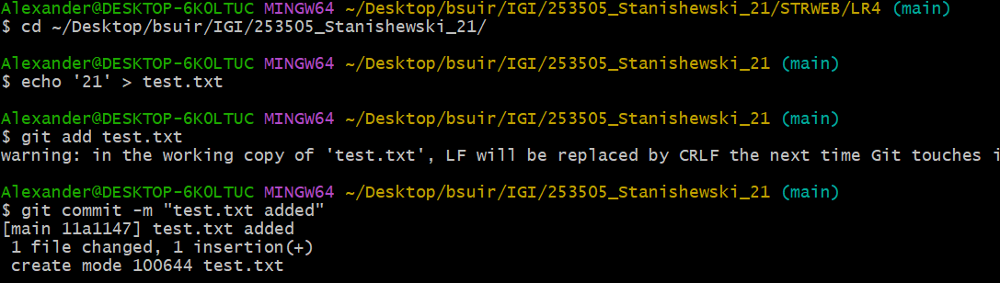 Alexander@DESKTOP-6KOLTUC MINGW64 ~/Desktop/bsuir/IGI/253505_Stanishewski_21/STRWEB/LR4 (main)
$ cd ~/Desktop/bsuir/IGI/253505_Stanishewski_21/
Alexander@DESKTOP-6KOLTUC MINGW64 ~/Desktop/bsuir/IGI/253505_Stanishewski_21 (main)
$ echo '21' > test.txt
Alexander@DESKTOP-6KOLTUC MINGW64 ~/Desktop/bsuir/IGI/253505_Stanishewski_21 (main)
$ git add test.txt
warning: in the working copy of 'test.txt', LF will be replaced by CRLF the next time Git touches i
Alexander@DESKTOP-6KOLTUC MINGW64 ~/Desktop/bsuir/IGI/253505_Stanishewski_21 (main)
$ git commit -m "test.txt added"
[main 11a1147] test.txt added
 1 file changed, 1 insertion(+)
 create mode 100644 test.txt